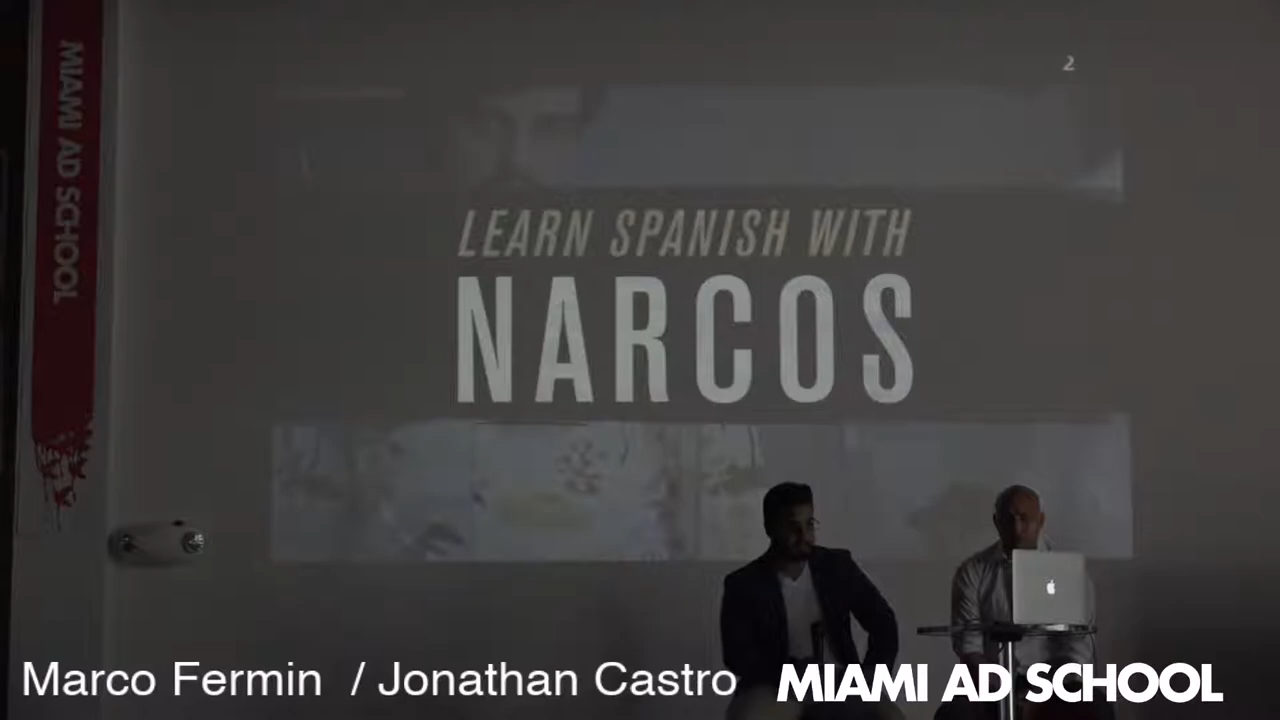 MIAMI AD SCHOOL
2
LEARN SPANISH WITH
NARCOS
Marco Fermin / Jonathan Castro
MIAMI AD SCHOOL